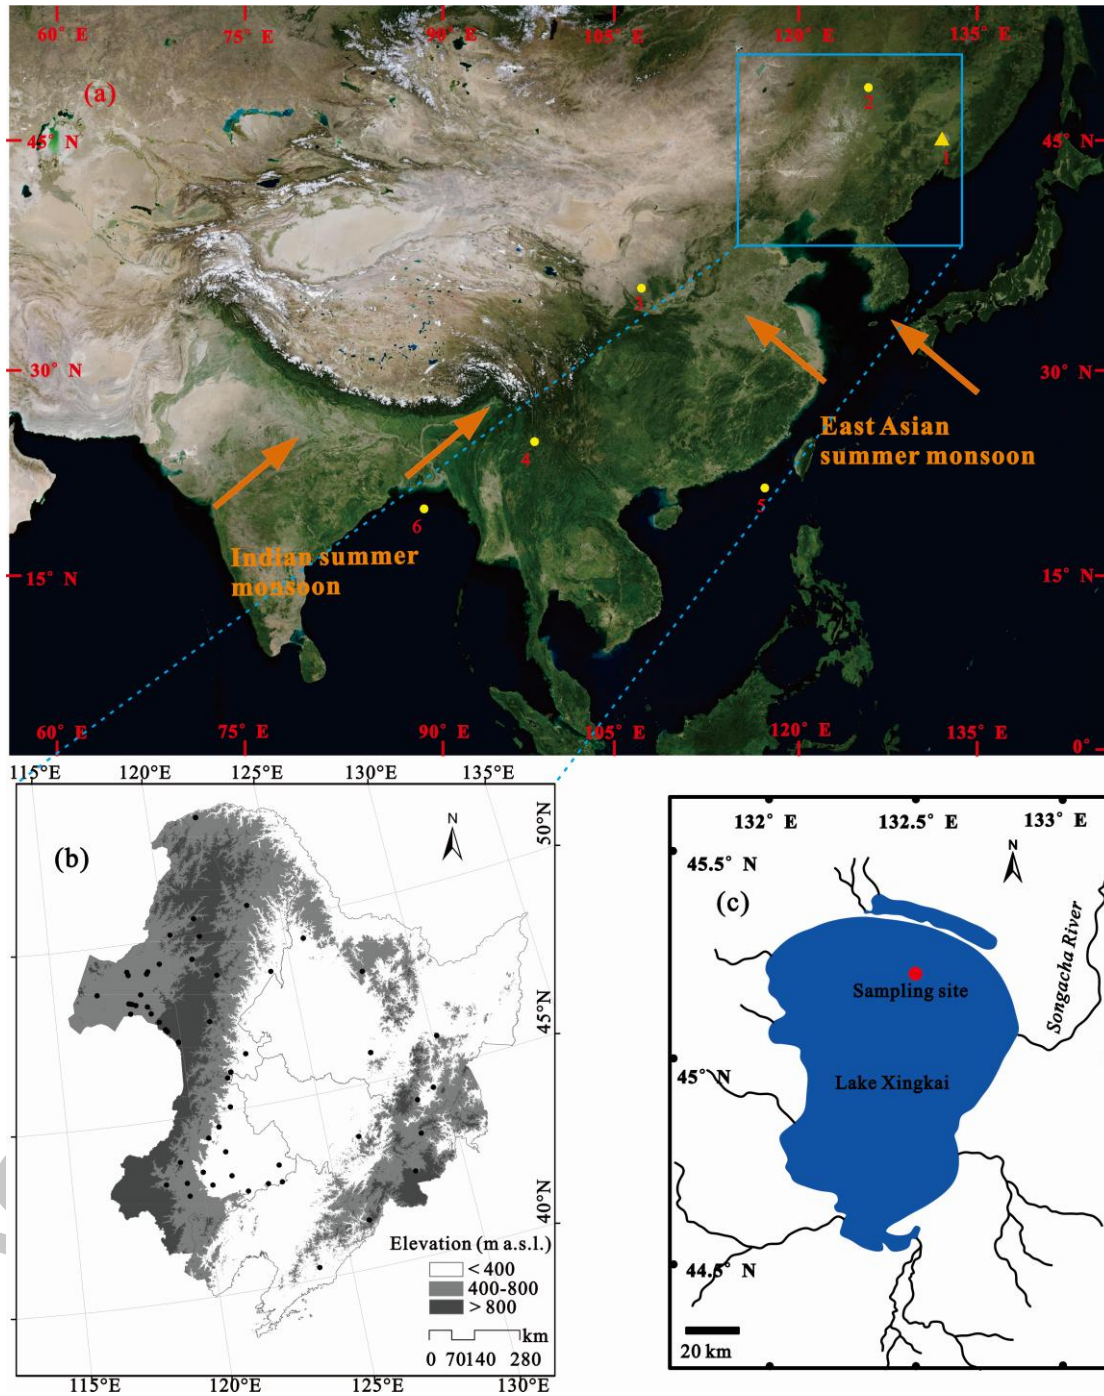 60° E 75° E 90° E 105° E 120° E 135° E
(a)
2
45° N
45° N
1
3
30° N
30° N
East Asian
summer monsoon
4
5
6
Indian summer
monsoon
15° N
15° N
60° E 75° E 90° E 105° E 120° E 135° E 0°
115°E 120°E 125°E 130°E 135°E
(b)
N
50°N
45°N
40°N
Elevation (m a.s.l.)
< 400
400-800
> 800
km
0 70 140 280
115°E 120°E 125°E 130°E
132° E 132.5° E 133° E
45.5° N
N
(c)
Songacha River
Sampling site
45° N
Lake Xingkai
44.5° N
20 km